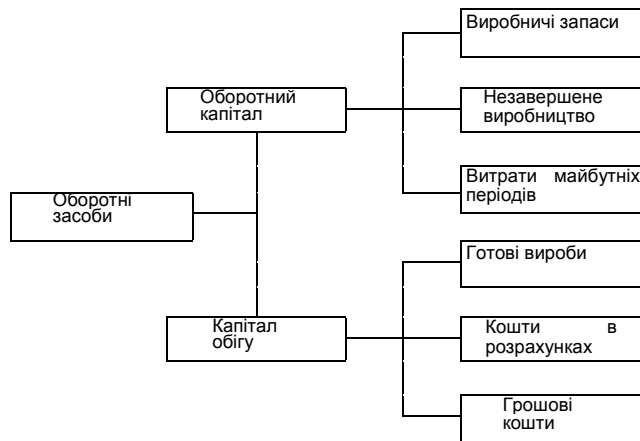 Виробничі запаси
Оборотний
капітал
Незавершене
виробництво
Витрати майбутніх
періодів
Оборотні
засоби
Готові вироби
Капітал
обігу
Кошти в
розрахунках
Грошові
кошти